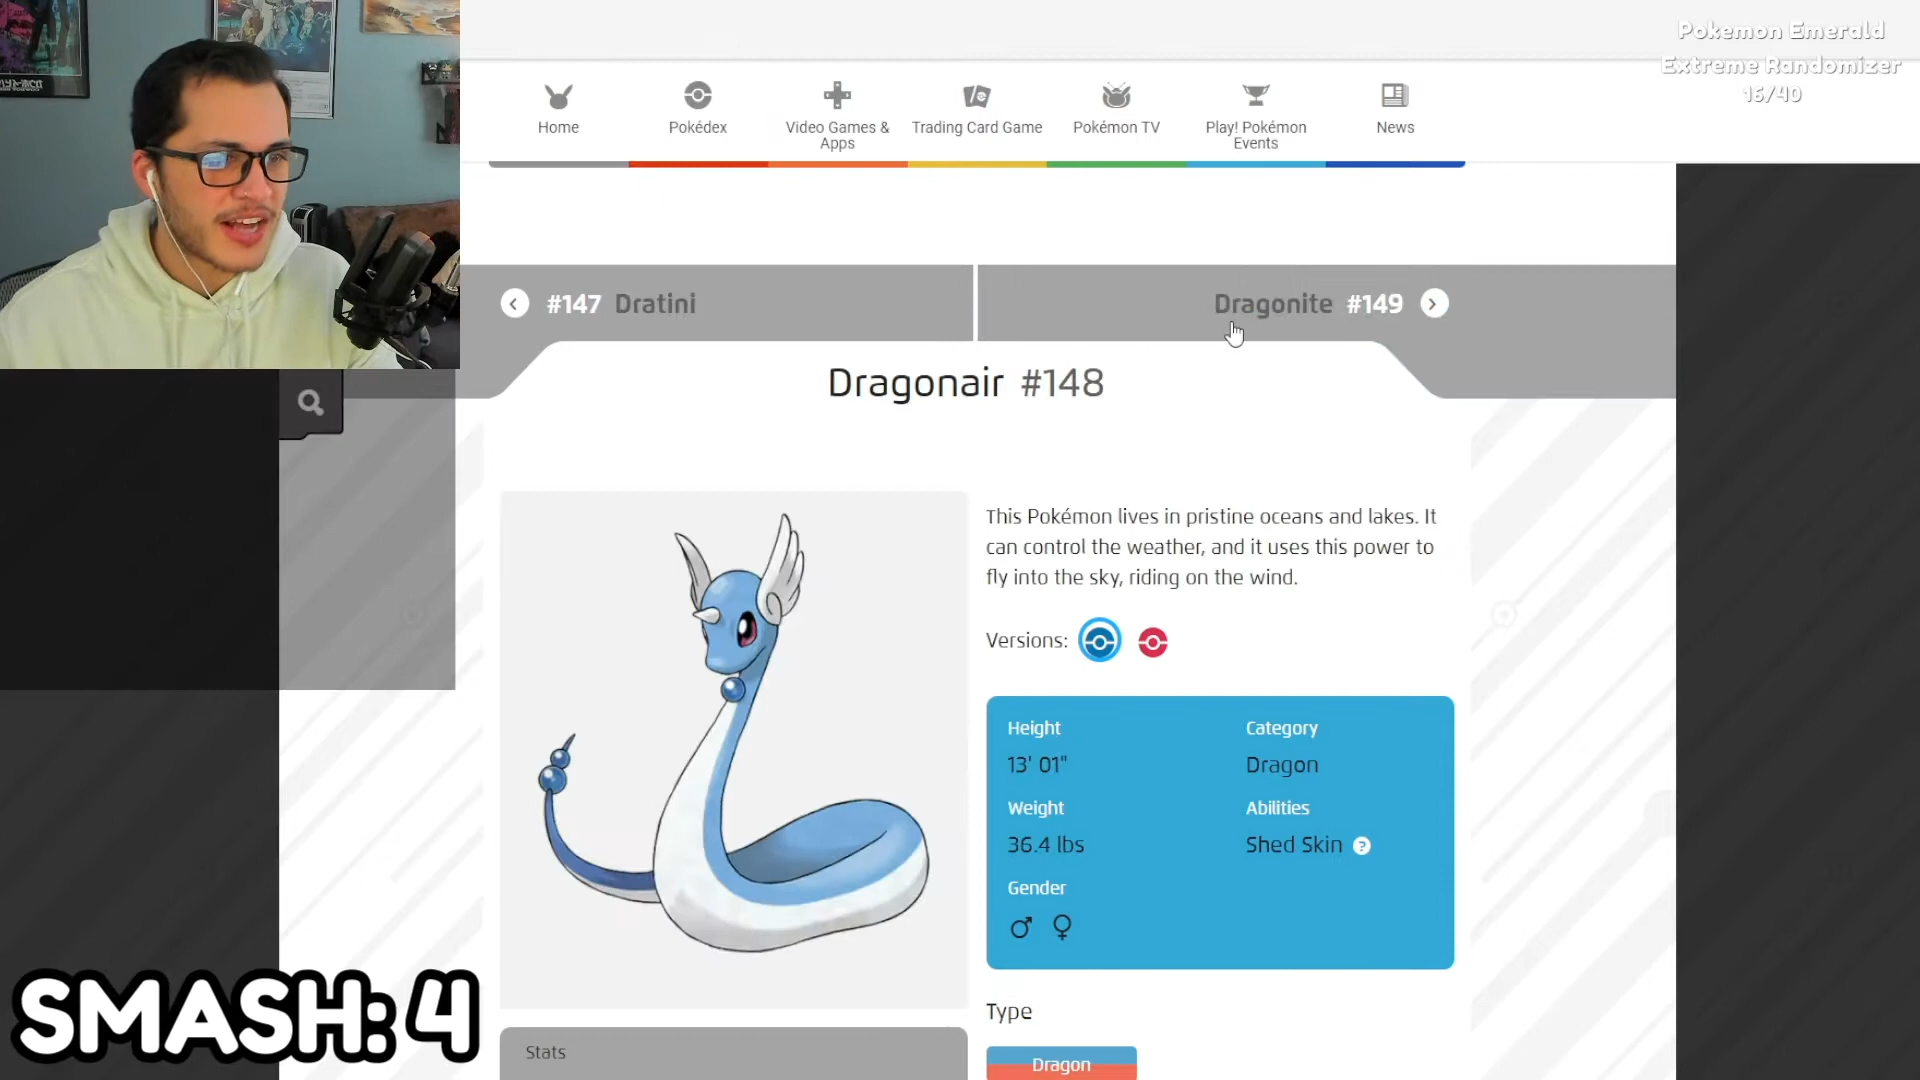 Pokemon Emerald
Extreme Randomizer
16/40
Home
Pokédex
Video Games &
Apps
Trading Card Game
Pokémon TV
Play! Pokémon
Events
News
#147 Dratini
Dragonite #149
Dragonair #148
This Pokémon lives in pristine oceans and lakes. It
can control the weather, and it uses this power to
fly into the sky, riding on the wind.
Versions:
Height
13' 01"
Weight
36.4 lbs
Gender
Category
Dragon
Abilities
Shed Skin ?
Type
Dragon
Stats
SMASH: 4